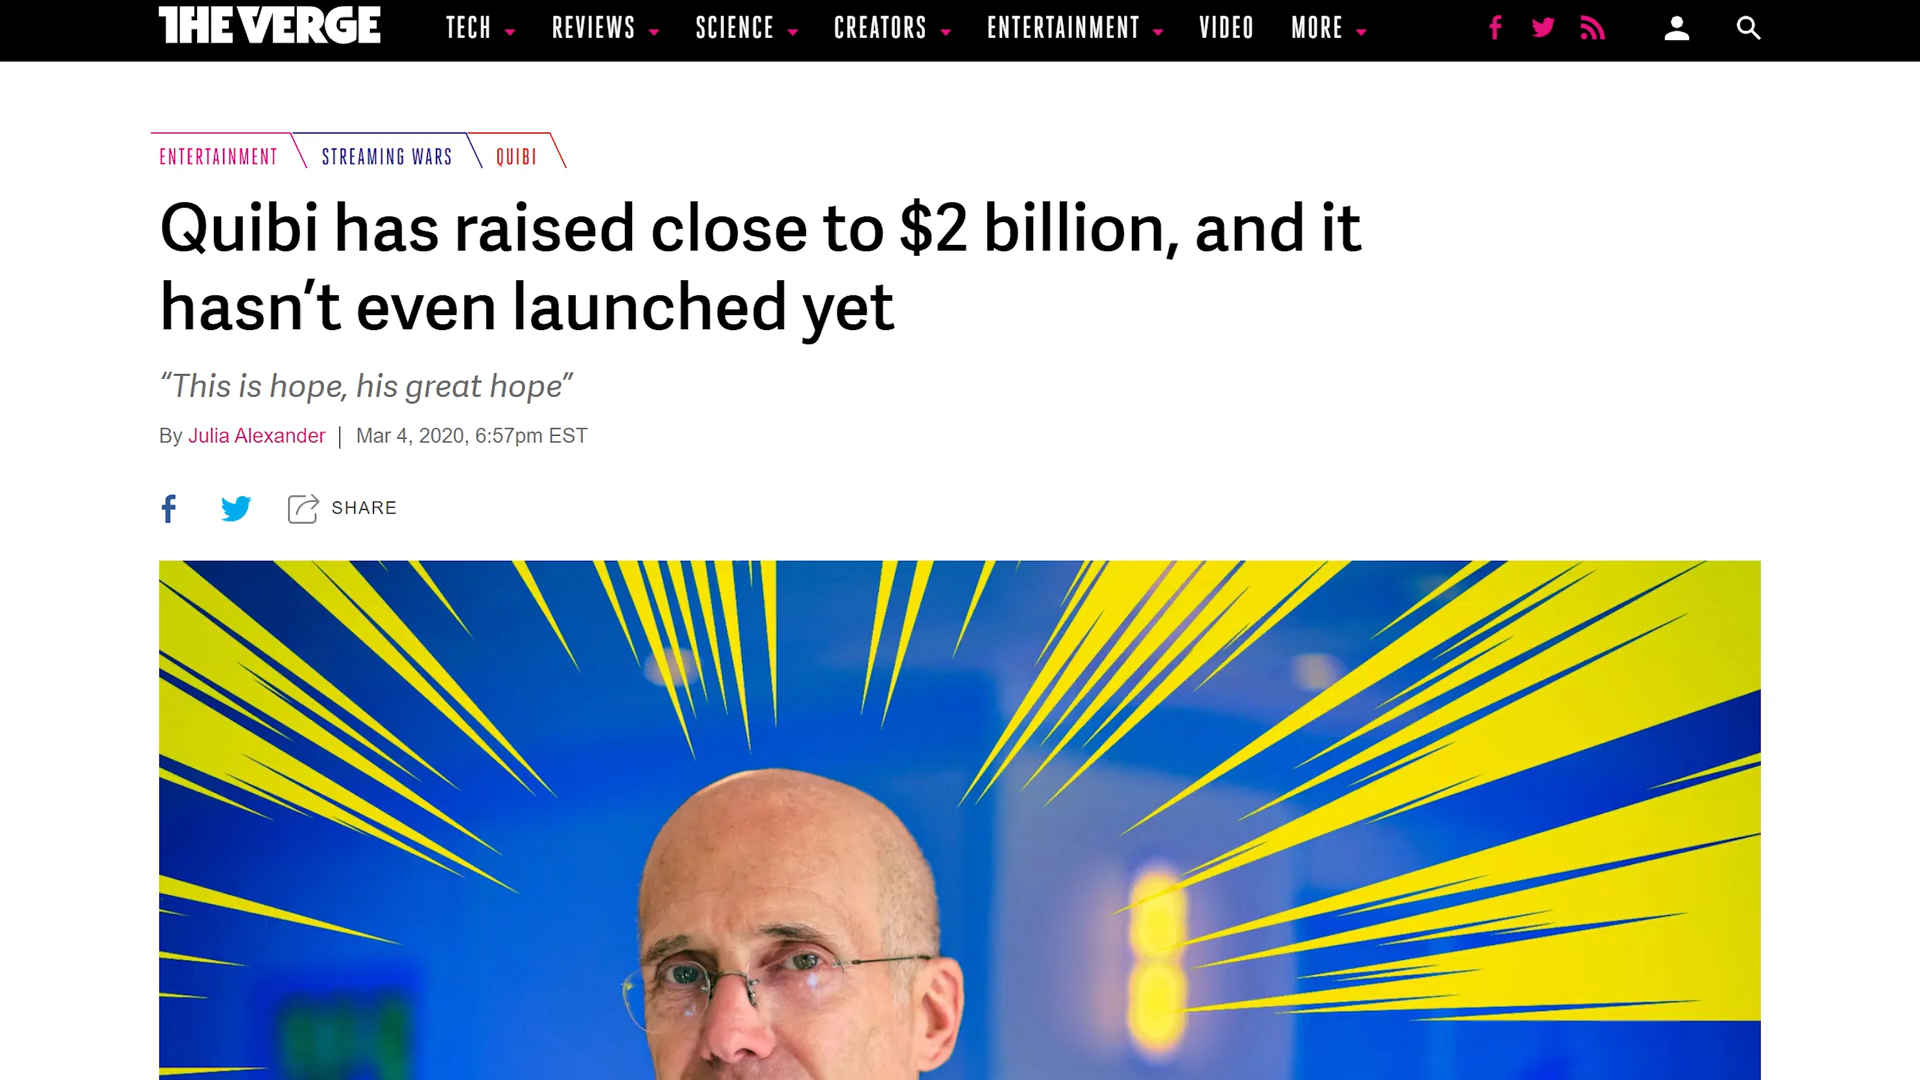 THE VERGE TECH REVIEWS SCIENCE CREATORS ENTERTAINMENT VIDEO MORE
ENTERTAINMENT STREAMING WARS QUIBI
Quibi has raised close to $2 billion, and it
hasn’t even launched yet
“This is hope, his great hope”
By Julia Alexander | Mar 4, 2020, 6:57pm EST
SHARE